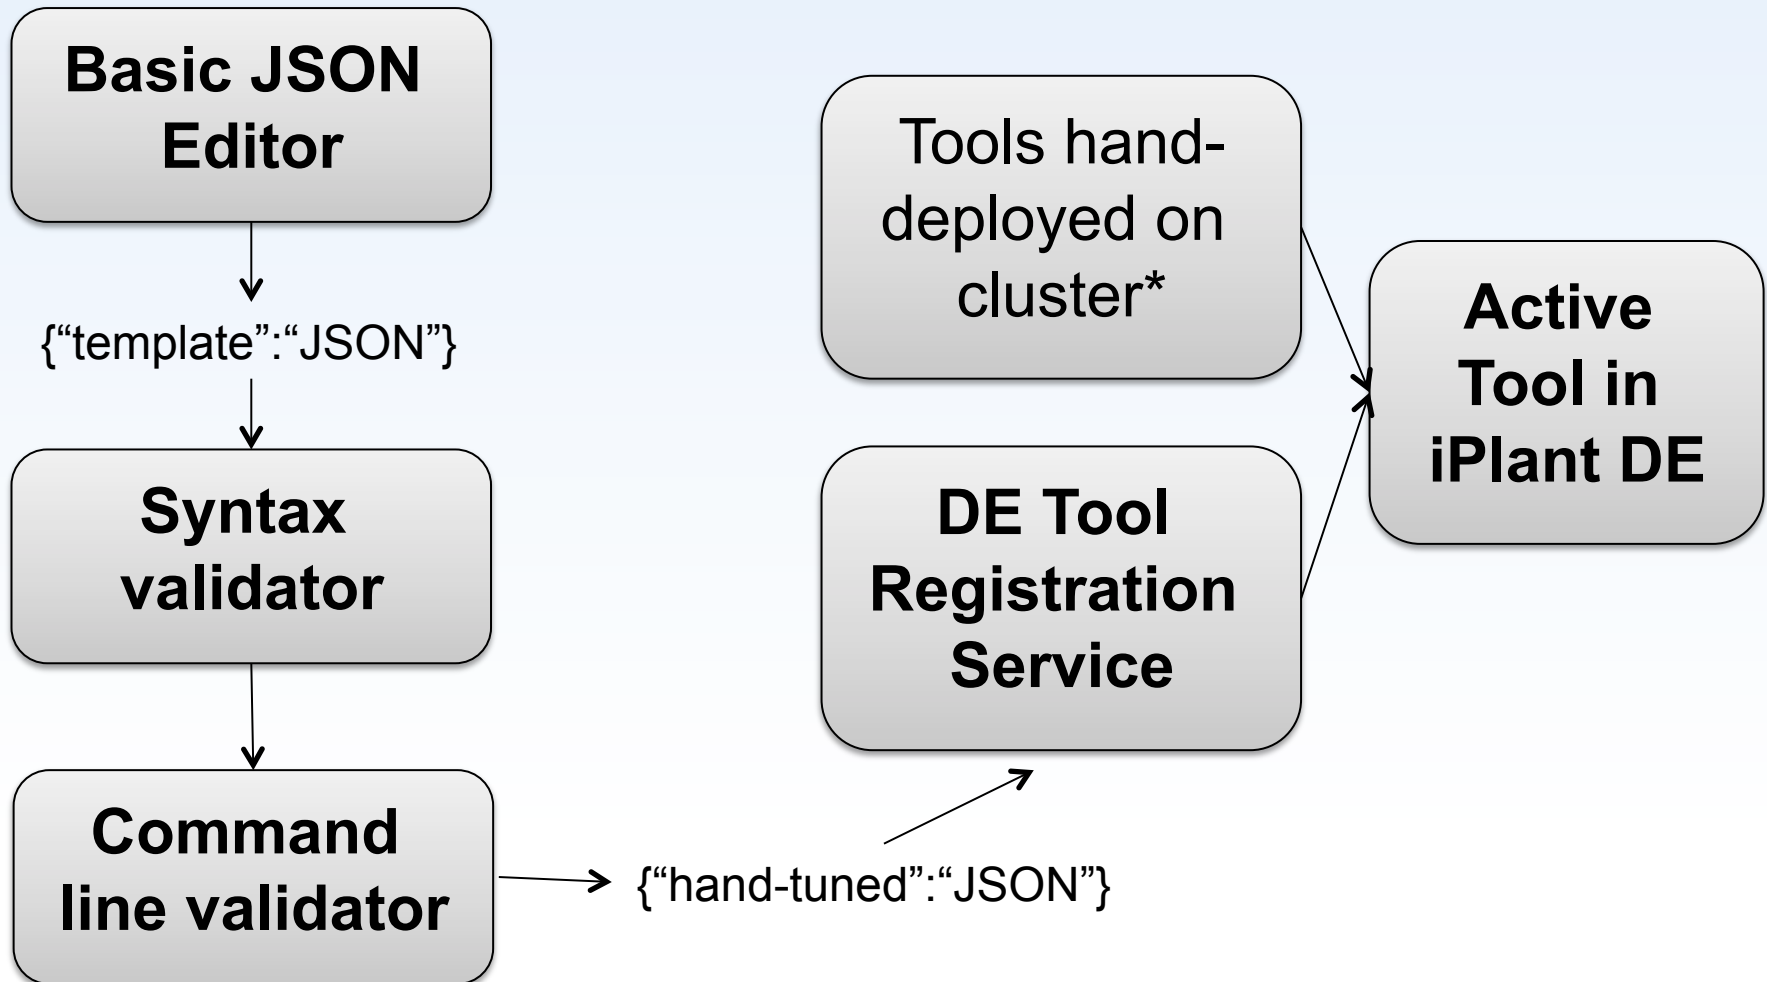 Basic JSON
Editor
{“template”:“JSON”}
Syntax
validator
Command
line validator
{“hand-tuned”:“JSON”}
Tools hand-
deployed on
cluster*
DE Tool
Registration
Service
Active
Tool in
iPlant DE